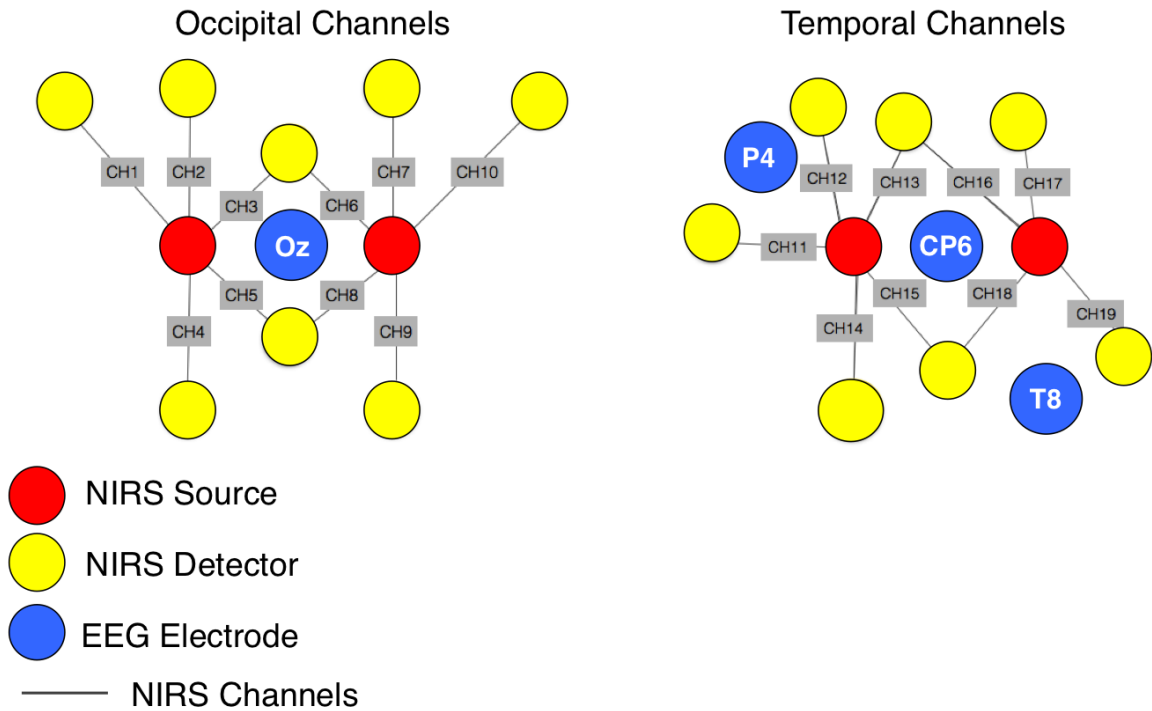 Occipital Channels
Temporal Channels
CH1
CH2
CH3
CH6
CH7
CH10
Oz
CH5
CH8
CH4
CH9
P4
CH12
CH13
CH16
CH17
CH11
CP6
CH15
CH18
CH14
CH19
T8
NIRS Source
NIRS Detector
EEG Electrode
NIRS Channels